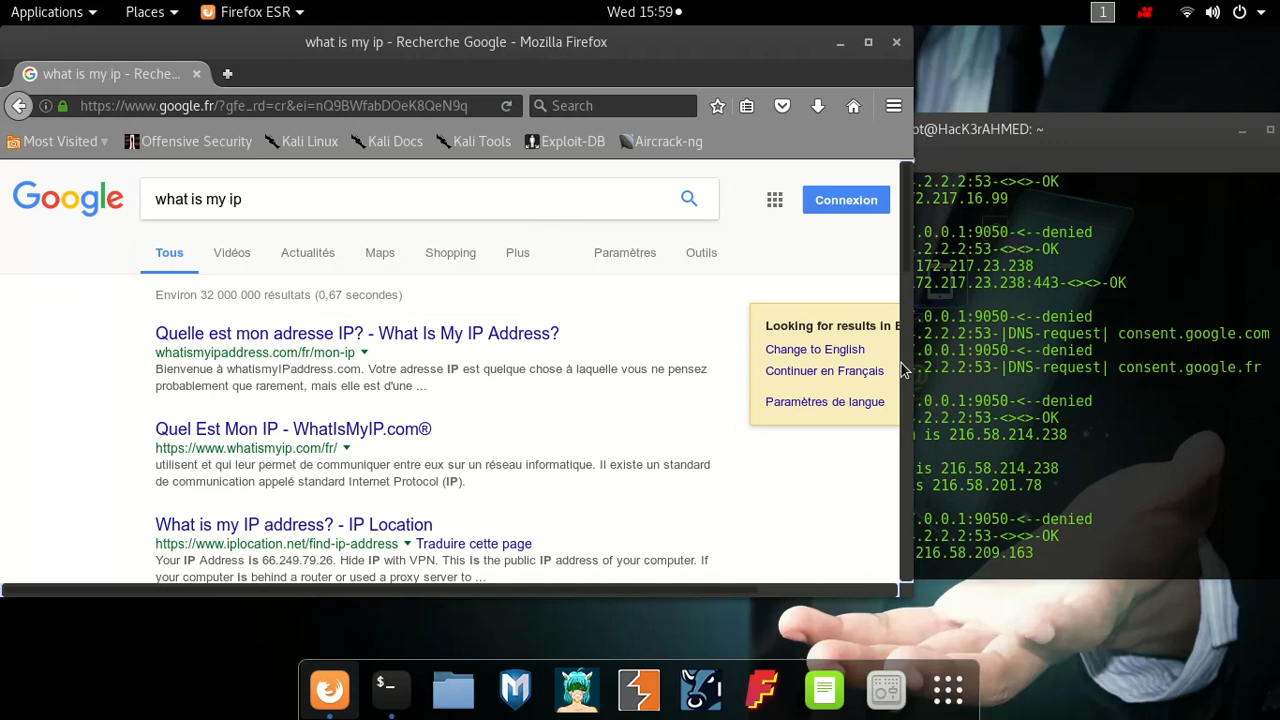 Applications Places Firefox ESR Wed 15:59 1
what is my ip - Recherche Google - Mozilla Firefox
what is my ip - Reche...
https://www.google.fr/?gfe_rd=cr&ei=nQ9BWfabDOeK8QeN9q Search
Most Visited Offensive Security Kali Linux Kali Docs Kali Tools Exploit-DB Aircrack-ng
Google what is my ip Connexion
Tous Vidéos Actualités Maps Shopping Plus Paramètres Outils
Environ 32 000 000 résultats (0,67 secondes)
Quelle est mon adresse IP? - What Is My IP Address?
whatismyipaddress.com/fr/mon-ip
Bienvenue à whatismyIPaddress.com. Votre adresse IP est quelque chose à laquelle vous ne pensez
probablement que rarement, mais elle est d'une ...
Quel Est Mon IP - WhatIsMyIP.com®
https://www.whatismyip.com/fr/
utilisent et qui leur permet de communiquer entre eux sur un réseau informatique. Il existe un standard
de communication appelé standard Internet Protocol (IP).
What is my IP address? - IP Location
https://www.iplocation.net/find-ip-address Traduire cette page
Your IP Address is 66.249.79.26. Hide IP with VPN. This is the public IP address of your computer. If
your computer is behind a router or used a proxy server to ...
Looking for results in E
Change to English
Continuer en Français
Paramètres de langue
ot@HacK3rAHMED: ~
.2.2.2:53-<><>-OK
2.217.16.99
.0.0.1:9050-<--denied
.2.2.2:53-<><>-OK
172.217.23.238
172.217.23.238:443-<><>-OK
.0.0.1:9050-<--denied
.2.2.2:53-|DNS-request| consent.google.com
.0.0.1:9050-<--denied
.2.2.2:53-|DNS-request| consent.google.fr
.0.0.1:9050-<--denied
.2.2.2:53-<><>-OK
is 216.58.214.238
is 216.58.214.238
s 216.58.201.78
.0.0.1:9050-<--denied
.2.2.2:53-<><>-OK
216.58.209.163